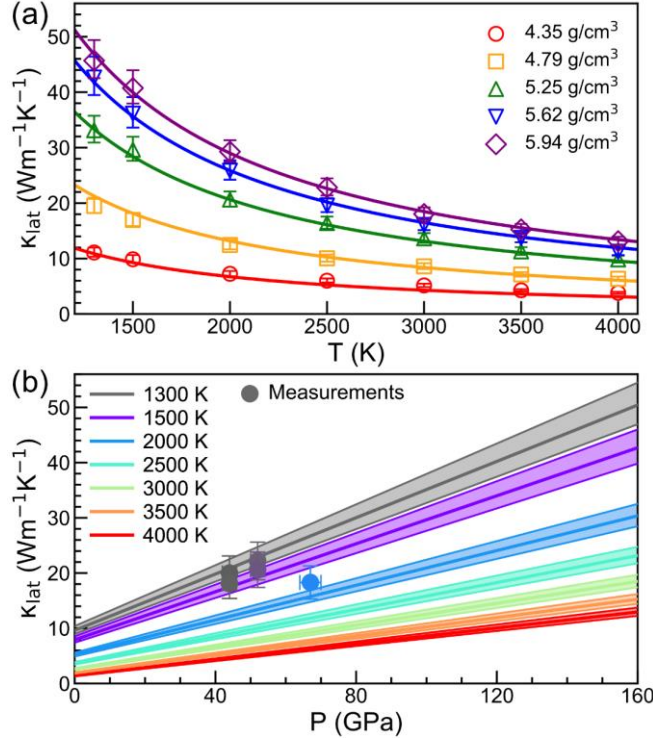 (a)
50
40
30
20
10
0
κlat (Wm⁻¹K⁻¹)
4.35 g/cm³
4.79 g/cm³
5.25 g/cm³
5.62 g/cm³
5.94 g/cm³
1500 2000 2500 3000 3500 4000
T (K)
(b)
50
40
30
20
10
0
κlat (Wm⁻¹K⁻¹)
1300 K
1500 K
2000 K
2500 K
3000 K
3500 K
4000 K
Measurements
0 40 80 120 160
P (GPa)